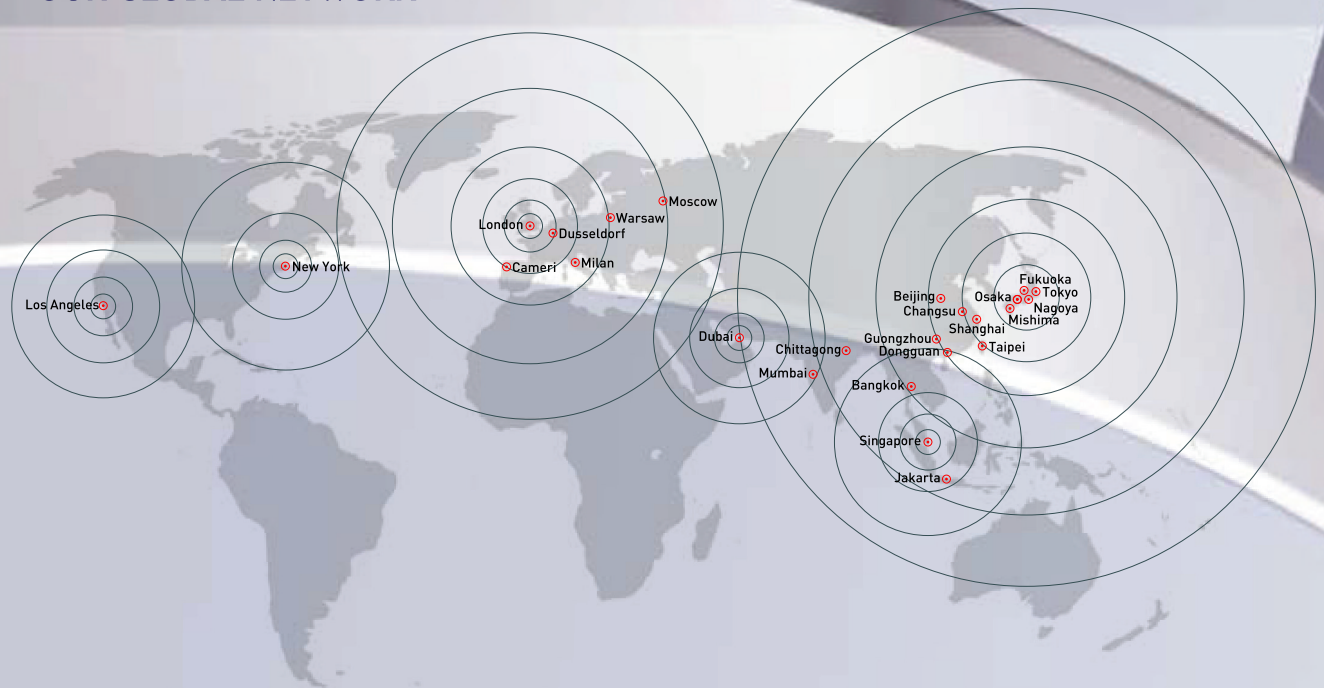 Moscow
Warsaw
London
Dusseldorf
Cameri
Milan
New York
Los Angeles
Fukuoka
Beijing
Osaka
Tokyo
Changsu
Nagoya
Mishima
Shanghai
Dubai
Guongzhou
Taipei
Chittagong
Dongguan
Mumbai
Bangkok
Singapore
Jakarta